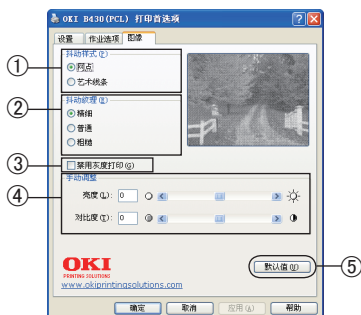 OKI B430(PCL) 打印首选项
设置 作业选项 图像
① 抖动样式(P)
网点
艺术线条
② 抖动纹理(R)
精细
普通
粗糙
③ 禁用灰度打印(G)
④ 手动调整
亮度(L): 0
对比度(T): 0
OKI
PRINTING SOLUTIONS
www.okiprintingsolutions.com
默认值(U) ⑤
确定 取消 应用(A) 帮助